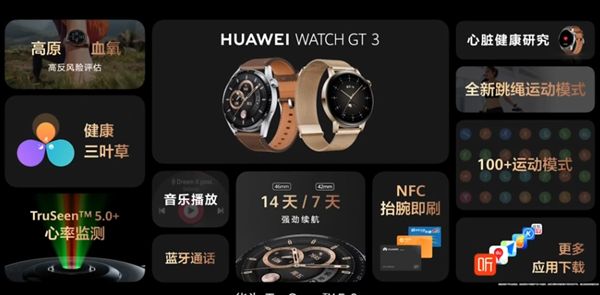 高原 血氧
高反风险评估
HUAWEI WATCH GT 3
心脏健康研究
全新跳绳运动模式
健康
三叶草
100+运动模式
TruSeen™ 5.0+
心率监测
音乐播放
蓝牙通话
46mm 42mm
14 天 / 7 天
强劲续航
NFC
抬腕即刷
更多
应用下载
听